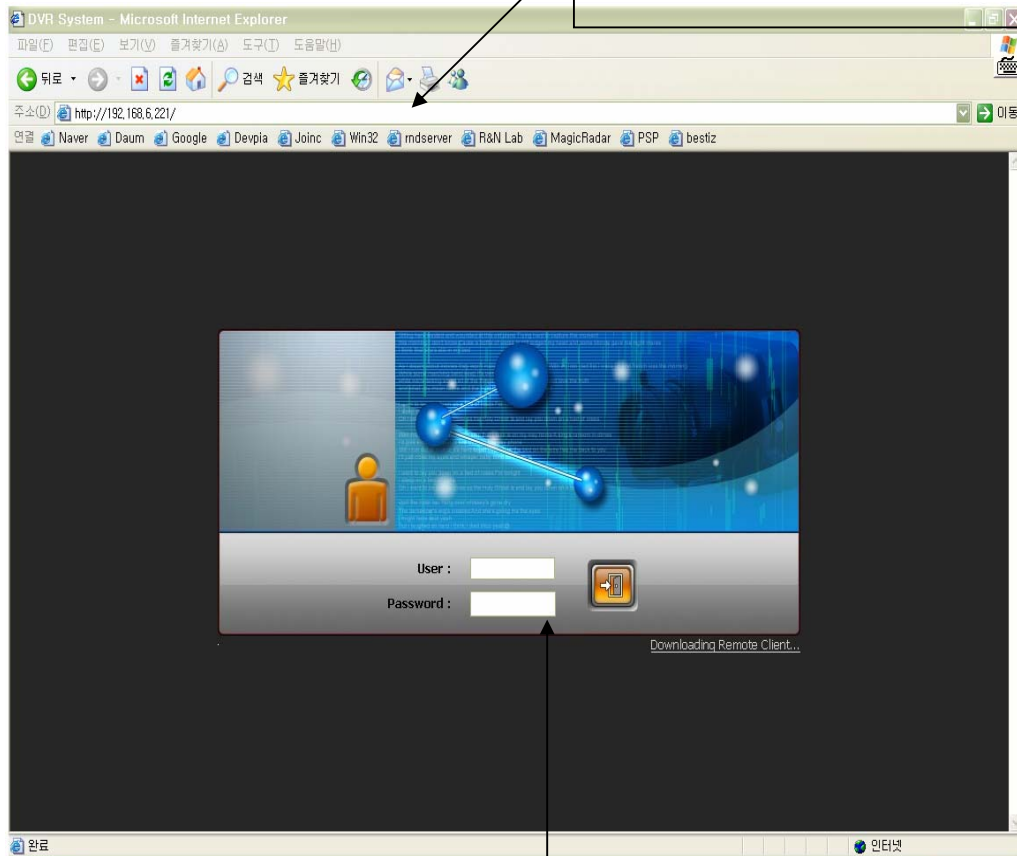 DVR System - Microsoft Internet Explorer
파일(F) 편집(E) 보기(V) 즐겨찾기(A) 도구(T) 도움말(H)
뒤로 검색 즐겨찾기
주소(D) http://192,168,6,221/ 이동
연결 Naver Daum Google Devpia Joinc Win32 rndserver R&N Lab MagicRadar PSP bestiz
User :
Password :
Downloading Remote Client...
완료 인터넷